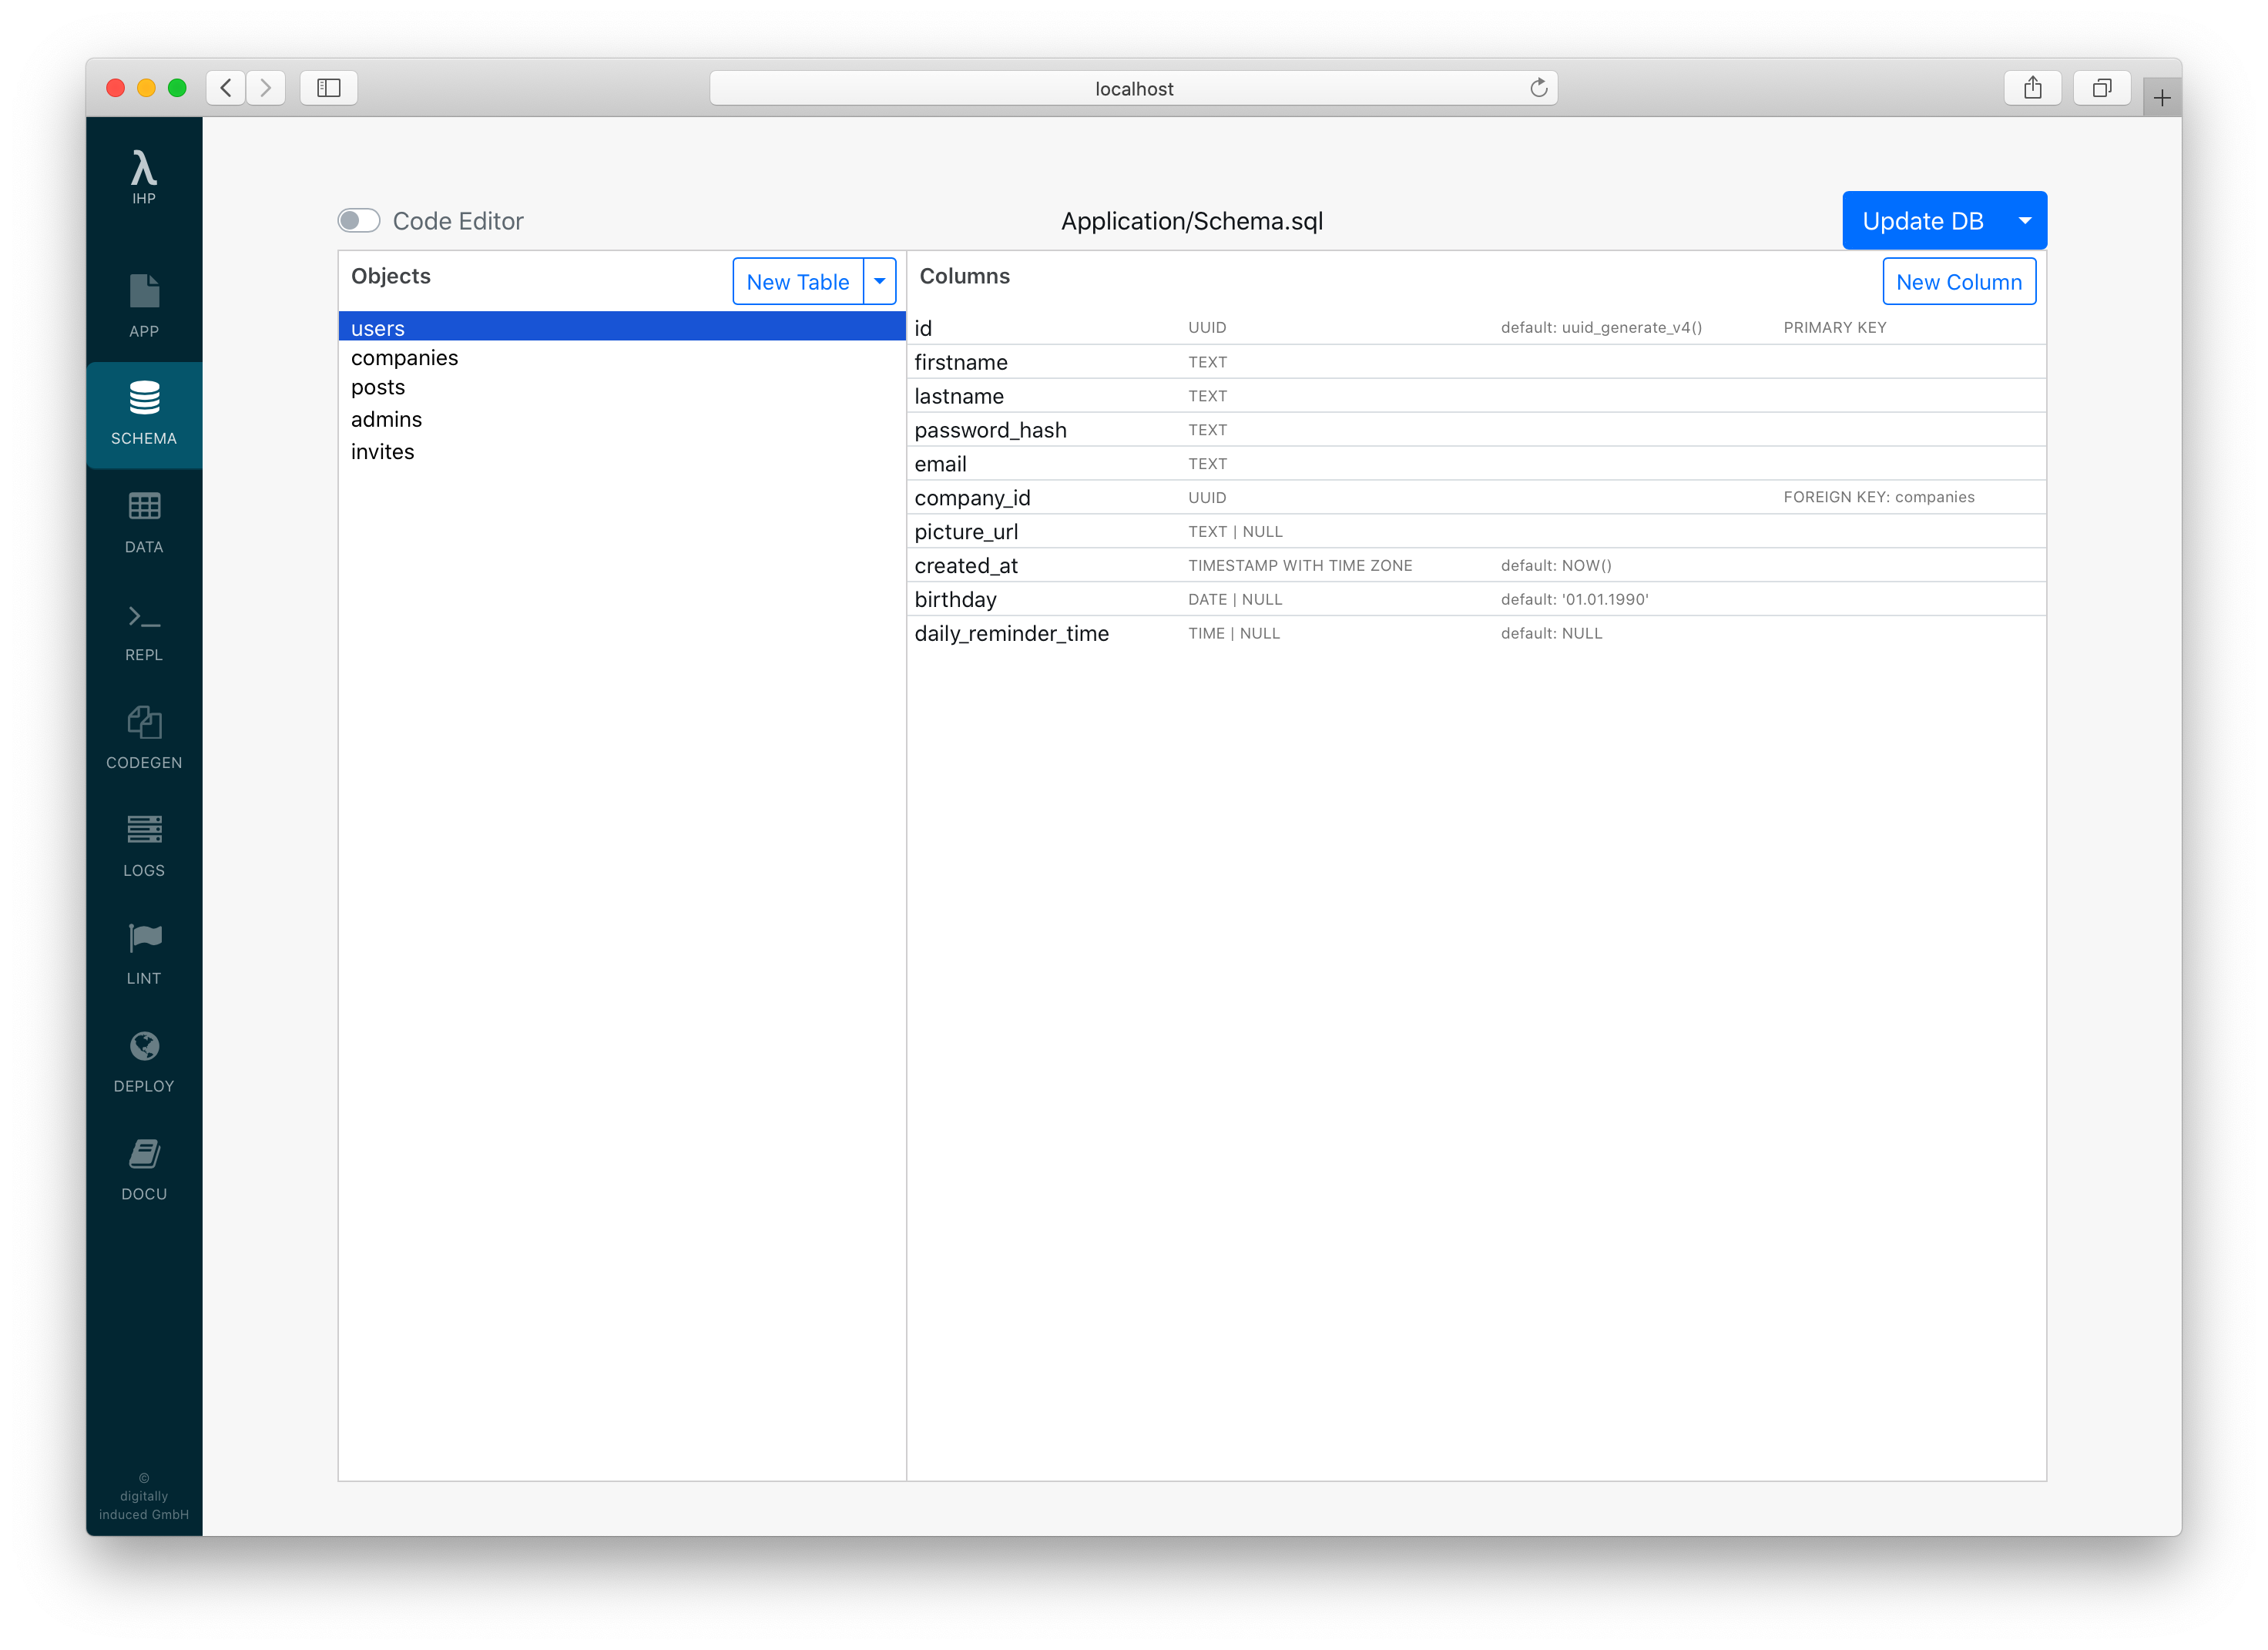 localhost
λ
IHP
APP
SCHEMA
DATA
REPL
CODEGEN
LOGS
LINT
DEPLOY
DOCU
©
digitally
induced GmbH
Code Editor
Application/Schema.sql
Update DB
Objects
New Table
users
companies
posts
admins
invites
Columns
New Column
id UUID default: uuid_generate_v4() PRIMARY KEY
firstname TEXT
lastname TEXT
password_hash TEXT
email TEXT
company_id UUID FOREIGN KEY: companies
picture_url TEXT | NULL
created_at TIMESTAMP WITH TIME ZONE default: NOW()
birthday DATE | NULL default: '01.01.1990'
daily_reminder_time TIME | NULL default: NULL